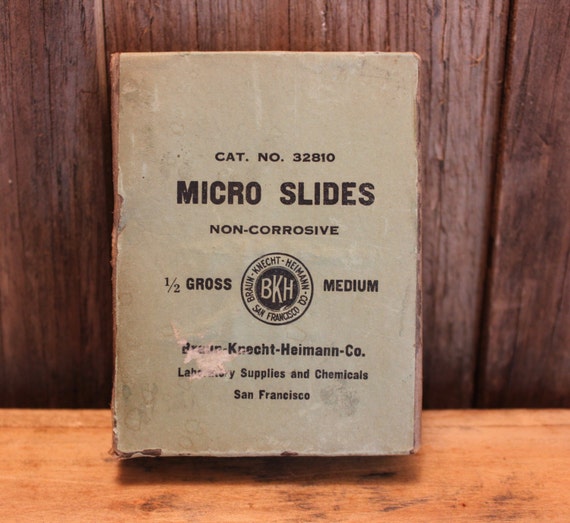 CAT. NO. 32810
MICRO SLIDES
NON-CORROSIVE
½ GROSS
BRAUN-KNECHT-HEIMANN-CO.
BKH
SAN FRANCISCO
MEDIUM
Braun-Knecht-Heimann-Co.
Laboratory Supplies and Chemicals
San Francisco